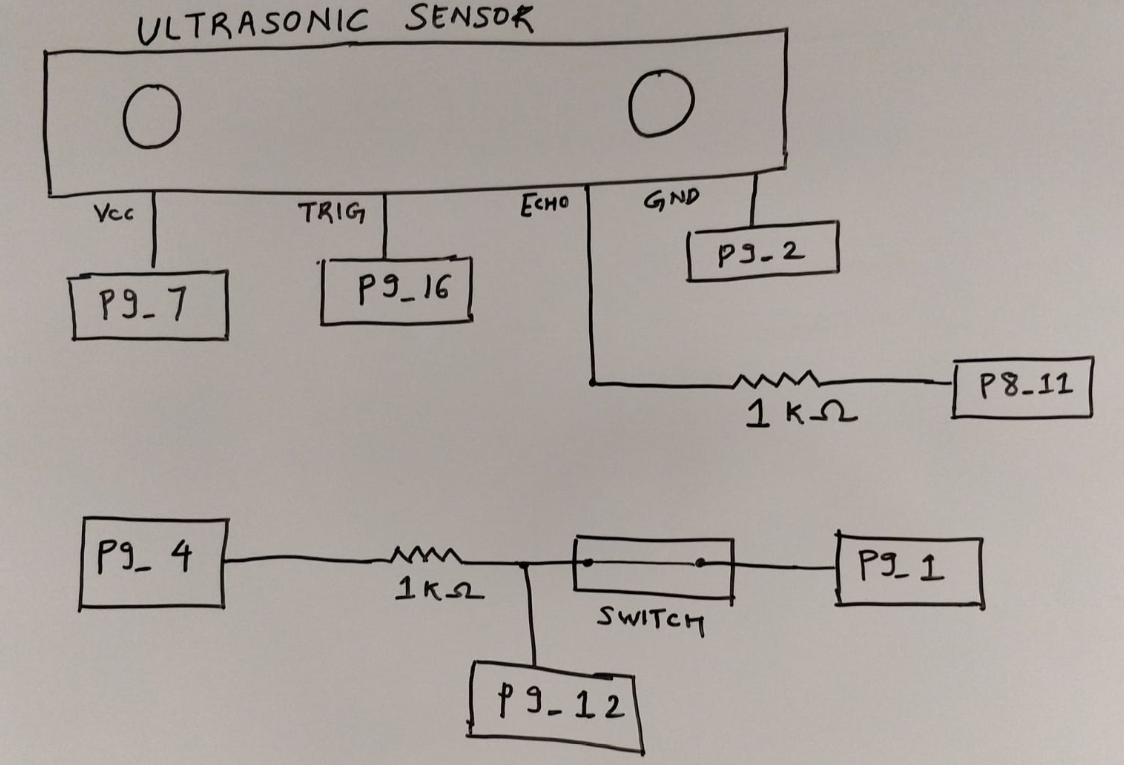 ULTRASONIC SENSOR
Vcc TRIG ECHO GND
P9_7 P9_16 P9_2
P8_11
1 KΩ
P9_4 P9_1
1KΩ
SWITCH
P9_12